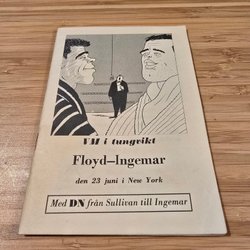 VM i tungvikt
Floyd—Ingemar
den 23 juni i New York
Med DN från Sullivan till Ingemar